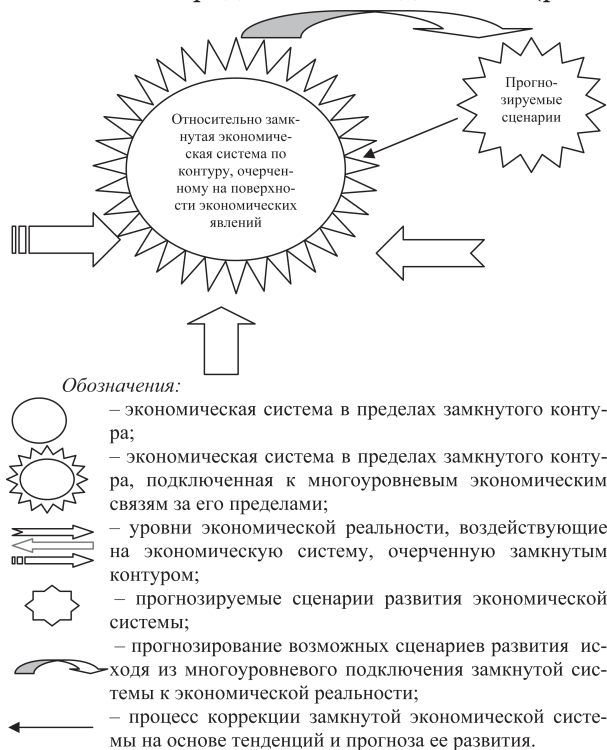 Прогно-
зируемые
сценарии
Относительно замк-
нутая экономиче-
ская система по
контуру, очерчен-
ному на поверхно-
сти экономических
явлений
Обозначения:
– экономическая система в пределах замкнутого конту-
ра;
– экономическая система в пределах замкнутого конту-
ра, подключенная к многоуровневым экономическим
связям за его пределами;
– уровни экономической реальности, воздействующие
на экономическую систему, очерченную замкнутым
контуром;
– прогнозируемые сценарии развития экономической
системы;
– прогнозирование возможных сценариев развития ис-
ходя из многоуровневого подключения замкнутой сис-
темы к экономической реальности;
– процесс коррекции замкнутой экономической систе-
мы на основе тенденций и прогноза ее развития.